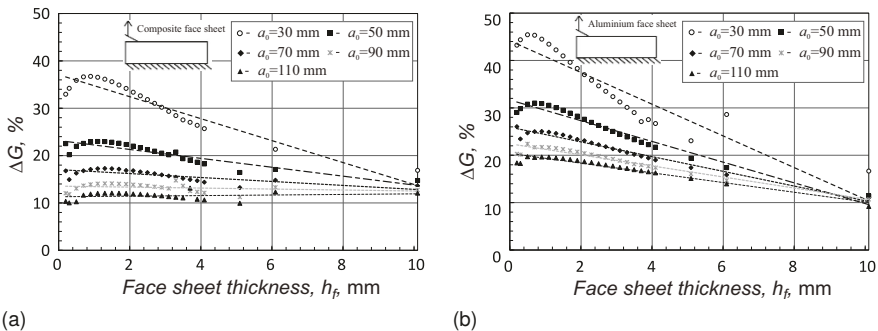 50
40
30
20
10
0
ΔG, %
Composite face sheet
a₀=30 mm
a₀=50 mm
a₀=70 mm
a₀=90 mm
a₀=110 mm
0
2
4
6
8
10
Face sheet thickness, h_f, mm
(a)
50
40
30
20
10
0
ΔG, %
Aluminium face sheet
a₀=30 mm
a₀=50 mm
a₀=70 mm
a₀=90 mm
a₀=110 mm
0
2
4
6
8
10
Face sheet thickness, h_f, mm
(b)